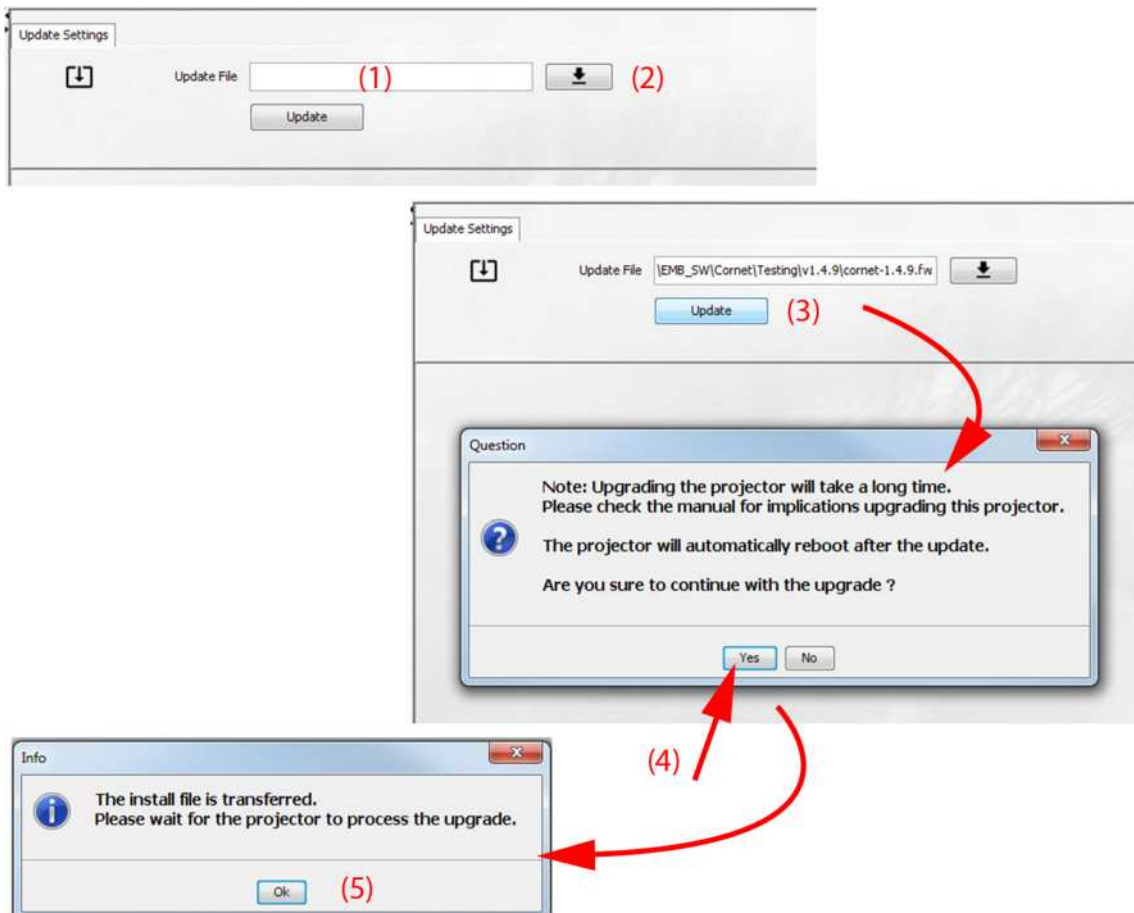 Update Settings
Update File (1) (2)
Update
Update Settings
Update File \EMB_SW\Cornet\Testing\v1.4.9\cornet-1.4.9.fw
Update (3)
Question
Note: Upgrading the projector will take a long time.
Please check the manual for implications upgrading this projector.
The projector will automatically reboot after the update.
Are you sure to continue with the upgrade ?
Yes No
(4)
Info
The install file is transferred.
Please wait for the projector to process the upgrade.
Ok (5)